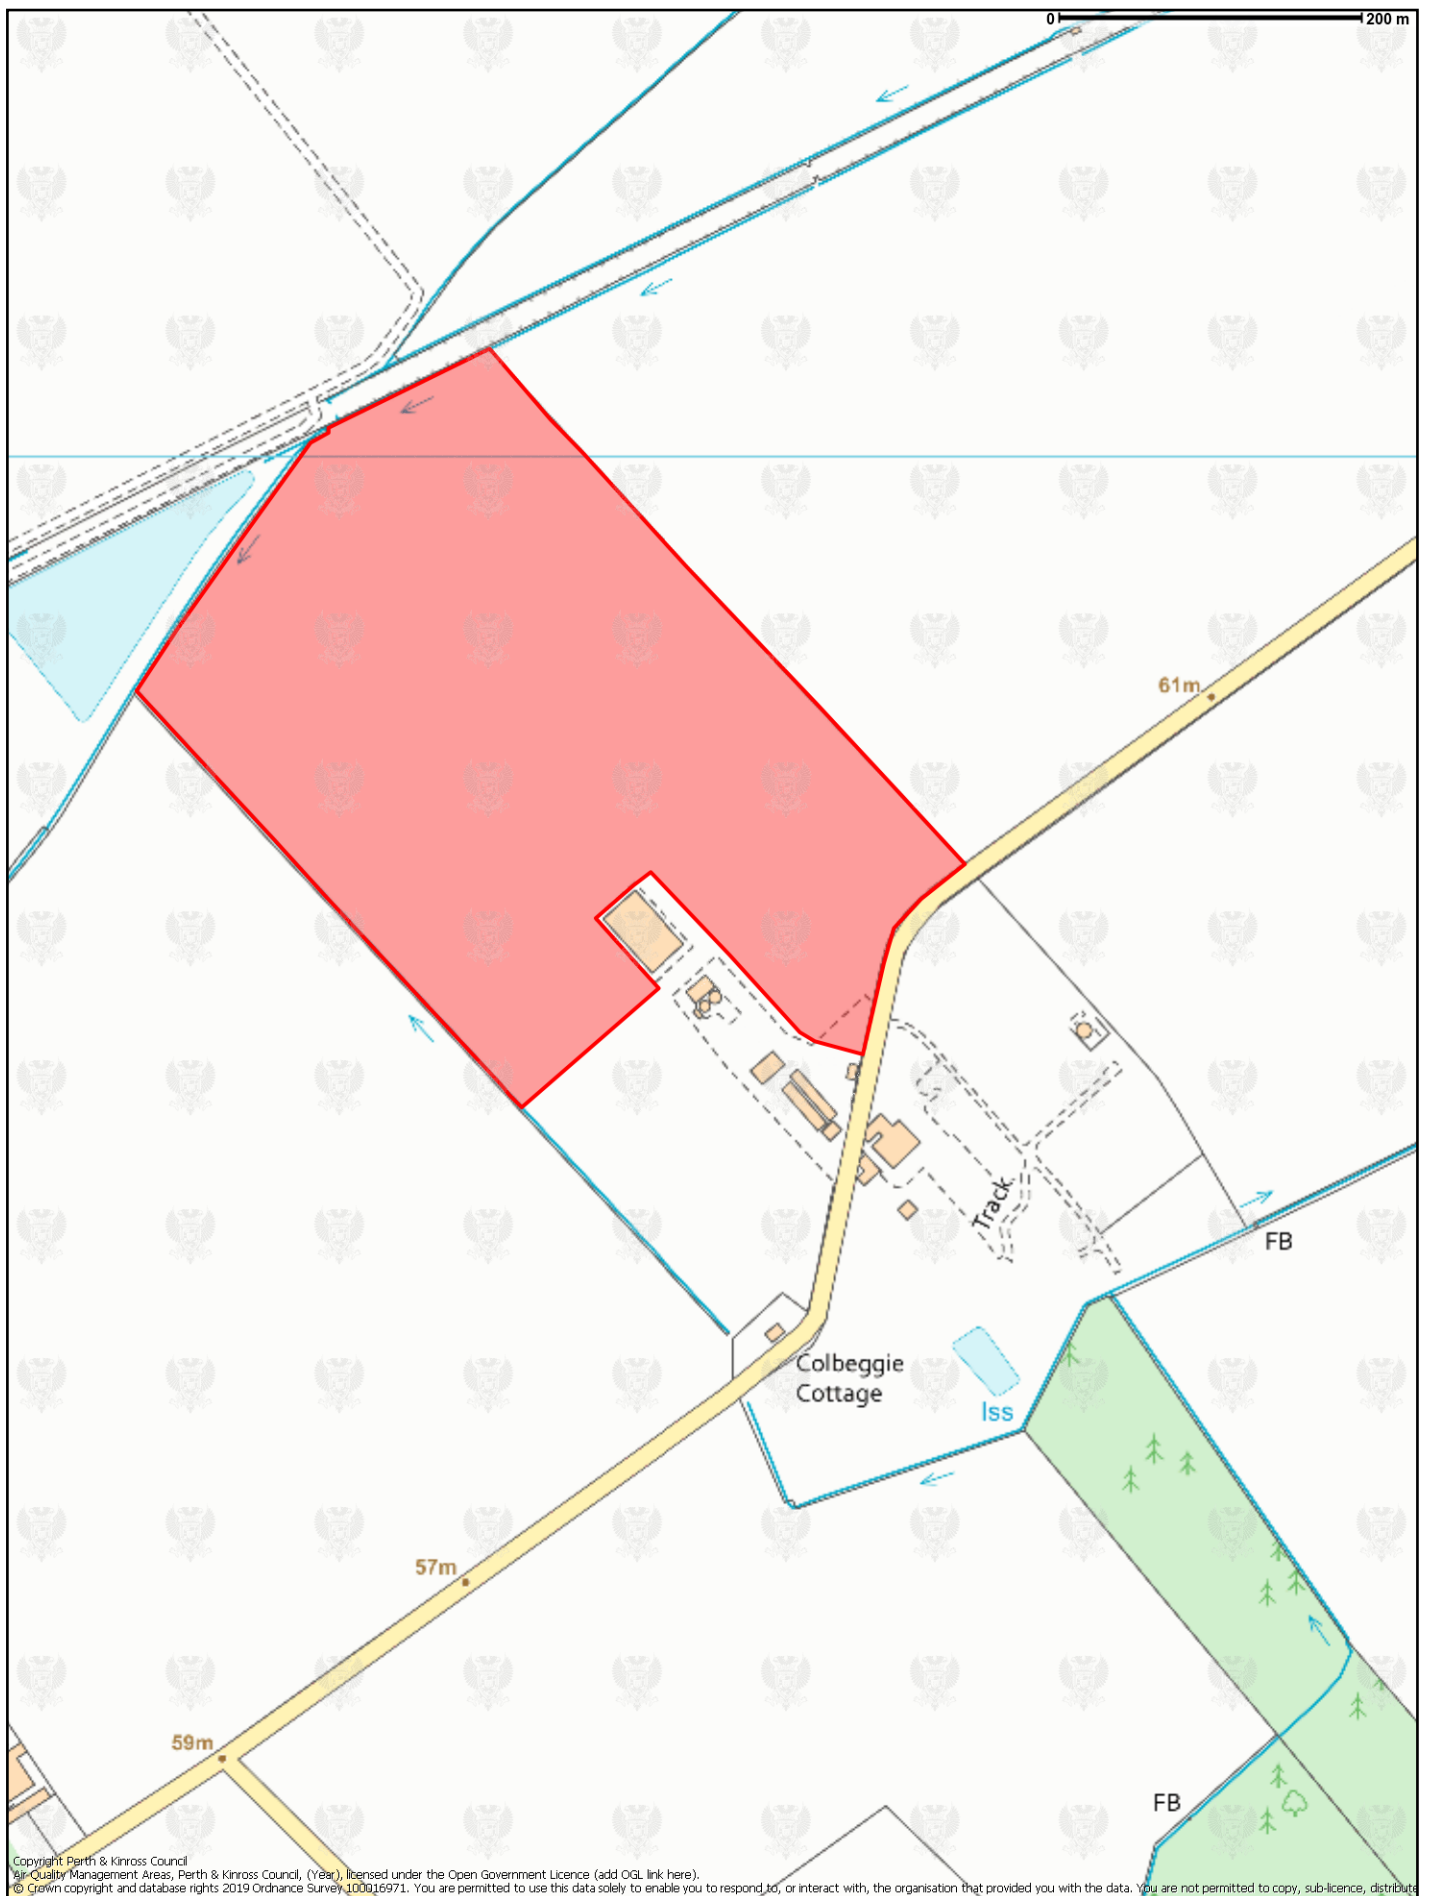 0 200 m
61m
Track
FB
Colbeggie
Cottage
Iss
57m
59m
FB
Copyright Perth & Kinross Council
Air Quality Management Areas, Perth & Kinross Council, (Year), licensed under the Open Government Licence (add OGL link here).
© Crown copyright and database rights 2019 Ordnance Survey 100016971. You are permitted to use this data solely to enable you to respond to, or interact with, the organisation that provided you with the data. You are not permitted to copy, sub-licence, distribute